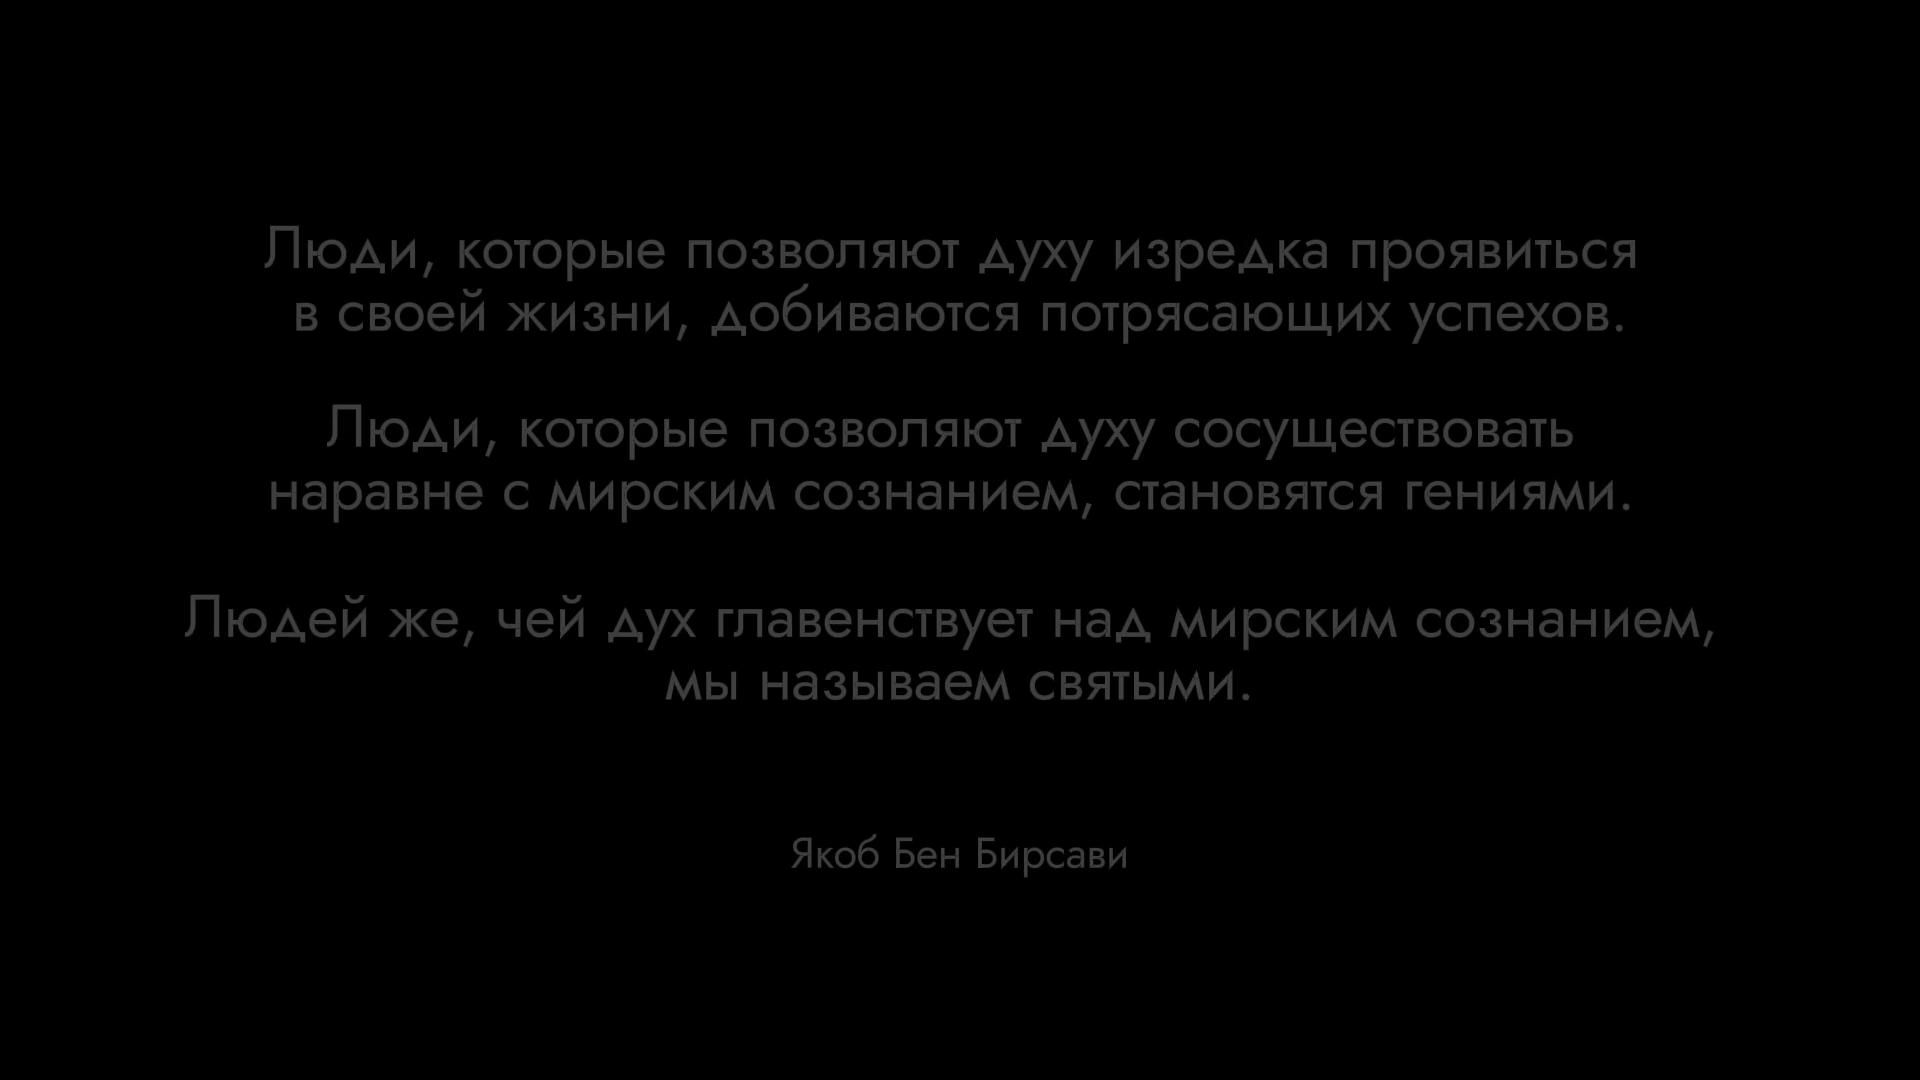 Люди, которые позволяют духу изредка проявиться
в своей жизни, добиваются потрясающих успехов.
Люди, которые позволяют духу сосуществовать
наравне с мирским сознанием, становятся гениями.
Людей же, чей дух главенствует над мирским сознанием,
мы называем святыми.
Якоб Бен Бирсави